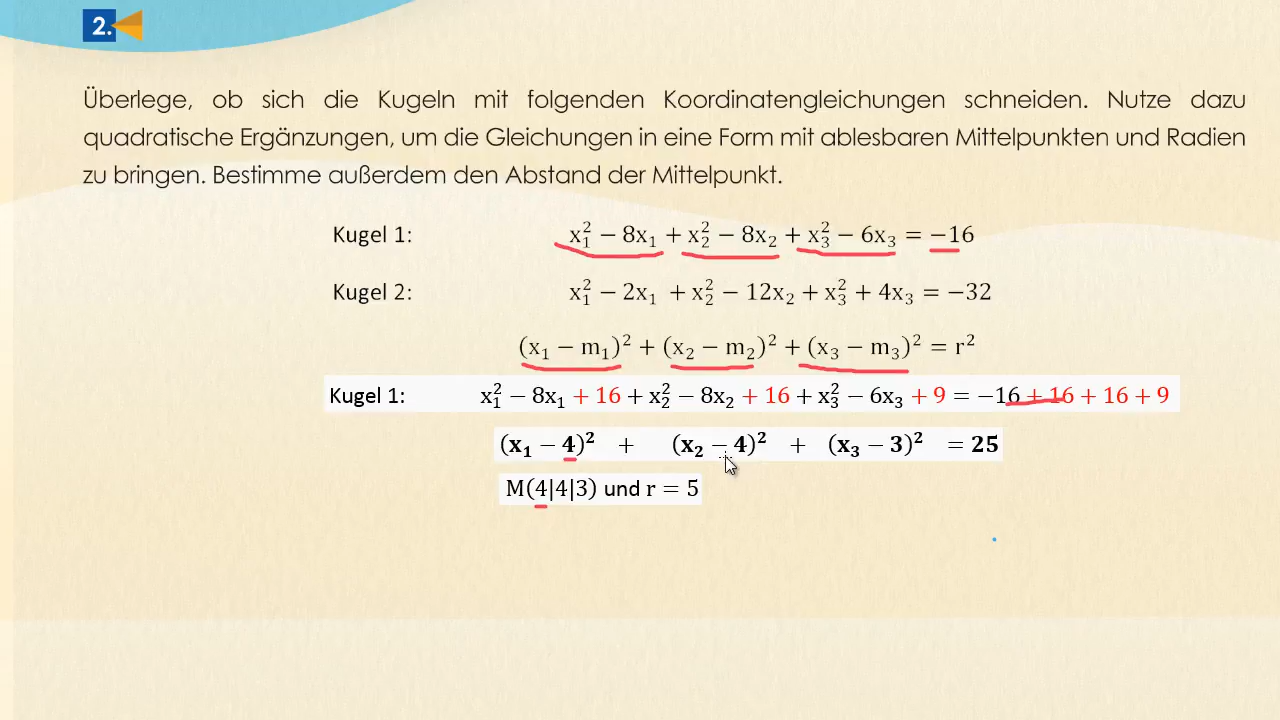 2.
Überlege, ob sich die Kugeln mit folgenden Koordinatengleichungen schneiden. Nutze dazu
quadratische Ergänzungen, um die Gleichungen in eine Form mit ablesbaren Mittelpunkten und Radien
zu bringen. Bestimme außerdem den Abstand der Mittelpunkt.
Kugel 1: x₁² − 8x₁ + x₂² − 8x₂ + x₃² − 6x₃ = −16
Kugel 2: x₁² − 2x₁ + x₂² − 12x₂ + x₃² + 4x₃ = −32
(x₁ − m₁)² + (x₂ − m₂)² + (x₃ − m₃)² = r²
Kugel 1: x₁² − 8x₁ + 16 + x₂² − 8x₂ + 16 + x₃² − 6x₃ + 9 = −16 + 16 + 16 + 9
(x₁ − 4)² + (x₂ − 4)² + (x₃ − 3)² = 25
M(4|4|3) und r = 5